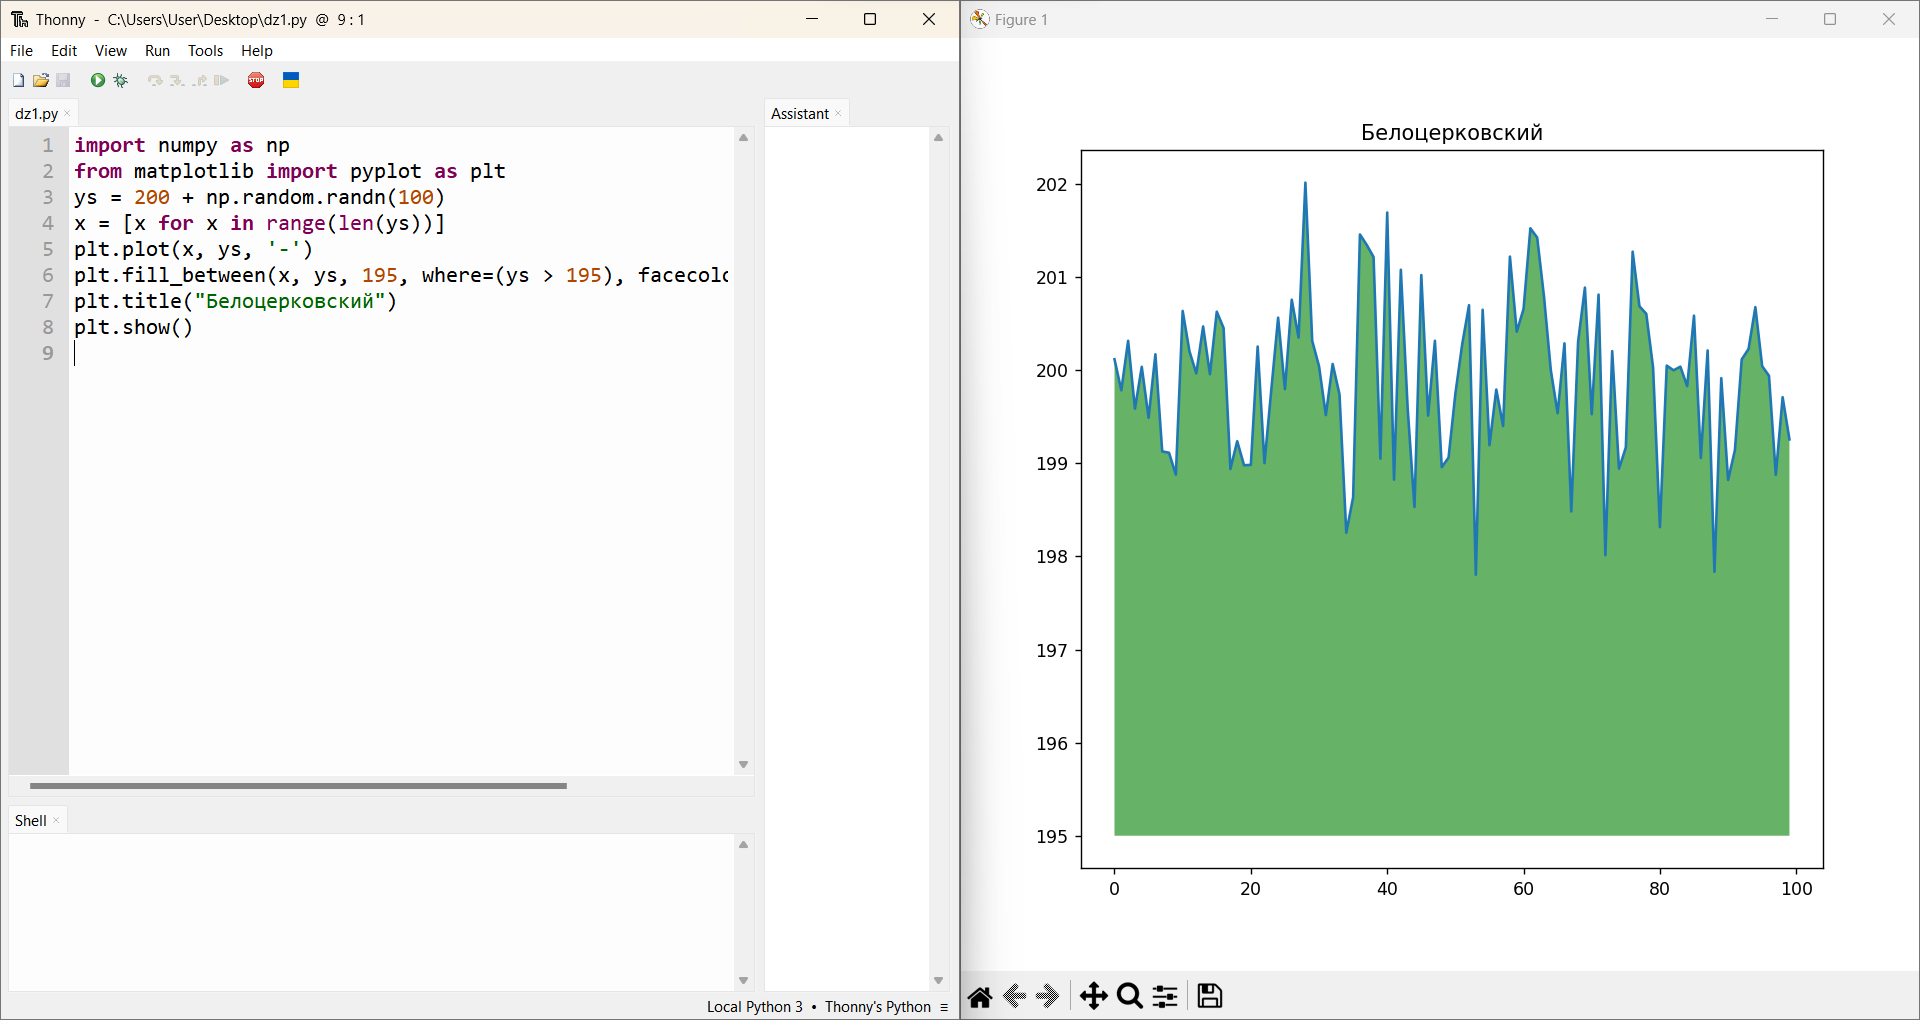 Thonny - C:\Users\User\Desktop\dz1.py @ 9 : 1
File Edit View Run Tools Help
STOP
dz1.py
1 import numpy as np
2 from matplotlib import pyplot as plt
3 ys = 200 + np.random.randn(100)
4 x = [x for x in range(len(ys))]
5 plt.plot(x, ys, '-')
6 plt.fill_between(x, ys, 195, where=(ys > 195), facecolo
7 plt.title("Белоцерковский")
8 plt.show()
9
Assistant
Shell
Local Python 3 • Thonny's Python ≡
Figure 1
Белоцерковский
202
201
200
199
198
197
196
195
0 20 40 60 80 100